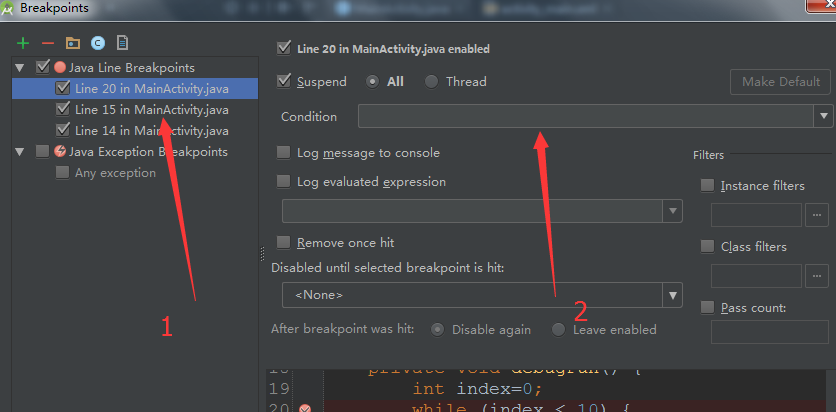 Breakpoints
Java Line Breakpoints
Line 20 in MainActivity.java
Line 15 in MainActivity.java
Line 14 in MainActivity.java
Java Exception Breakpoints
Any exception
1
Line 20 in MainActivity.java enabled
Suspend All Thread
Make Default
Condition
Log message to console
Log evaluated expression
Remove once hit
Disabled until selected breakpoint is hit:
<None>
2
After breakpoint was hit: Disable again Leave enabled
Filters
Instance filters
...
Class filters
...
Pass count:
18 private void debugrun() {
19 int index=0;
20 while (index < 10) {